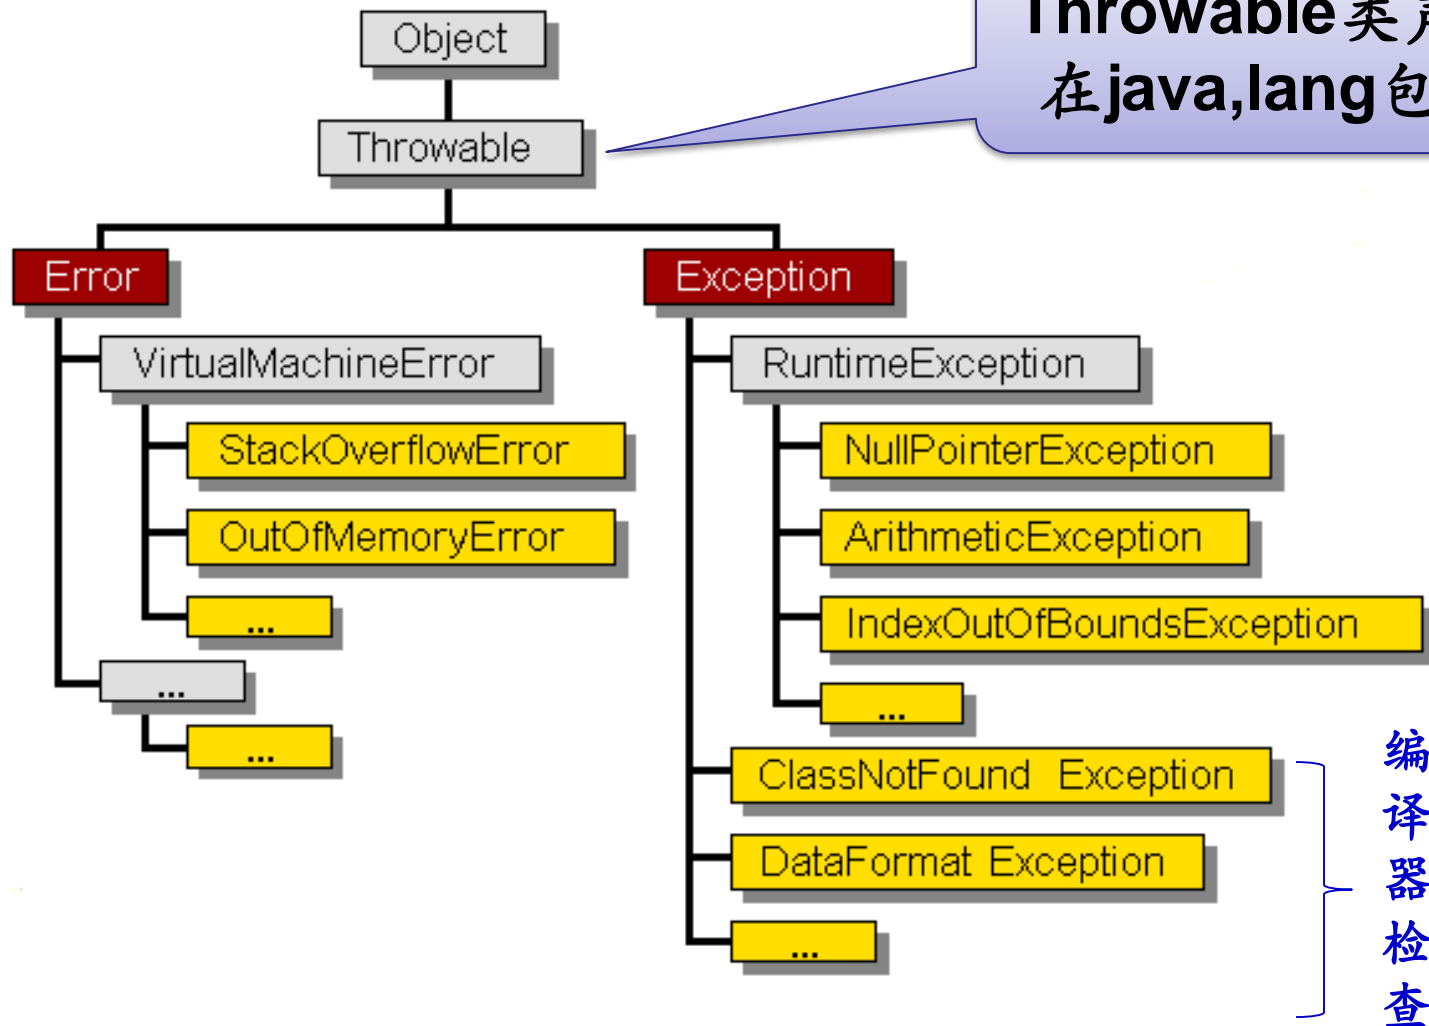 Object
Throwable类声
在java,lang包
Throwable
Error
Exception
VirtualMachineError
RuntimeException
StackOverflowError
NullPointerException
OutOfMemoryError
ArithmeticException
...
IndexOutOfBoundsException
...
...
...
ClassNotFound Exception
DataFormat Exception
...
编译器检查